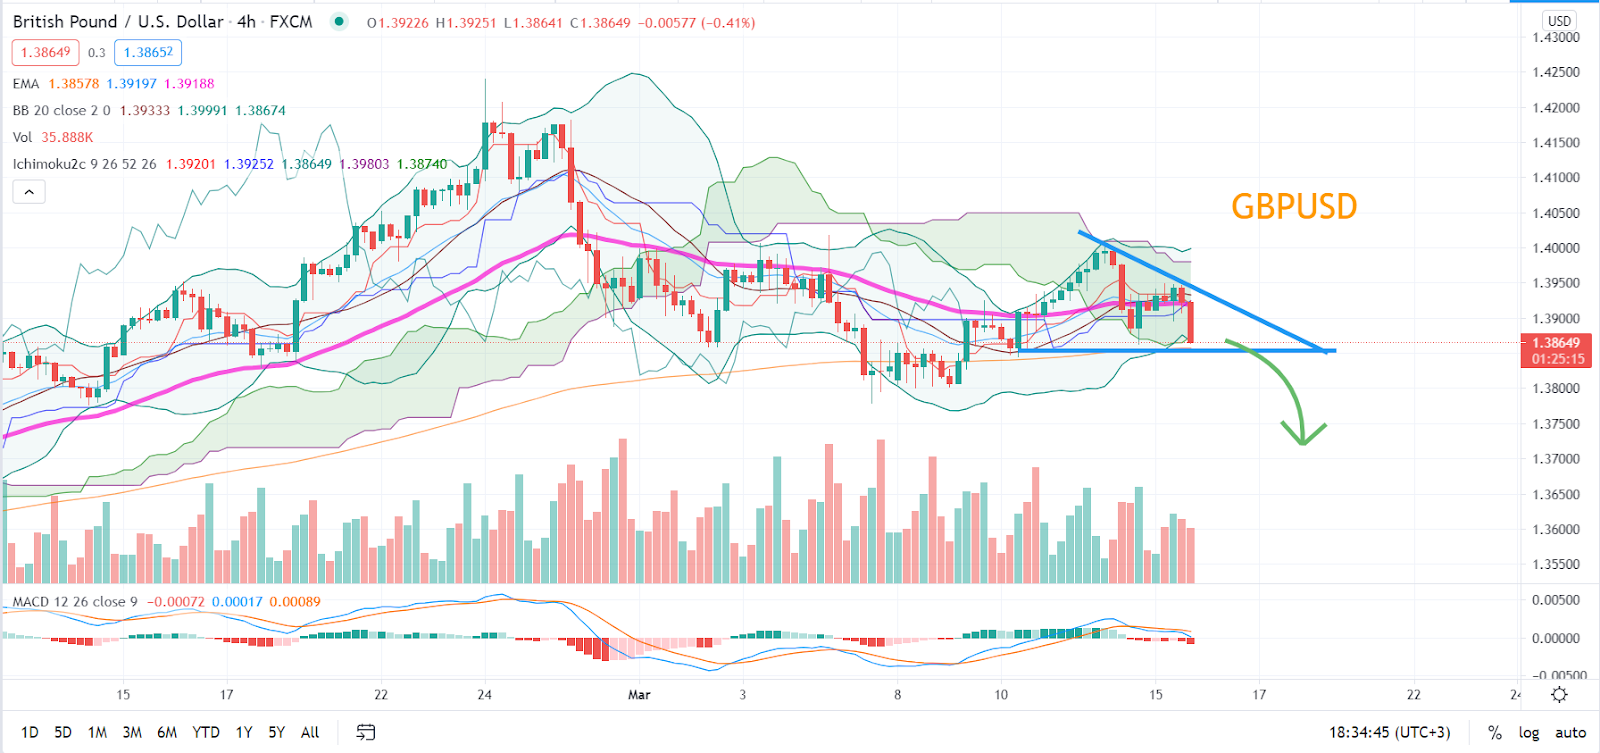 British Pound / U.S. Dollar · 4h · FXCM O1.39226 H1.39251 L1.38641 C1.38649 −0.00577 (−0.41%)
1.38649 0.3 1.38652
EMA 1.38578 1.39197 1.39188
BB 20 close 2 0 1.39333 1.39991 1.38674
Vol 35.888K
Ichimoku2c 9 26 52 26 1.39201 1.39252 1.38649 1.39803 1.38740
GBPUSD
USD
1.43000
1.42500
1.42000
1.41500
1.41000
1.40500
1.40000
1.39500
1.39000
1.38649
01:25:15
1.38000
1.37500
1.37000
1.36500
1.36000
1.35500
MACD 12 26 close 9 −0.00072 0.00017 0.00089
0.00500
0.00000
−0.00500
15 17 22 24 Mar 3 8 10 15 17 22 24
1D 5D 1M 3M 6M YTD 1Y 5Y All 18:34:45 (UTC+3) % log auto